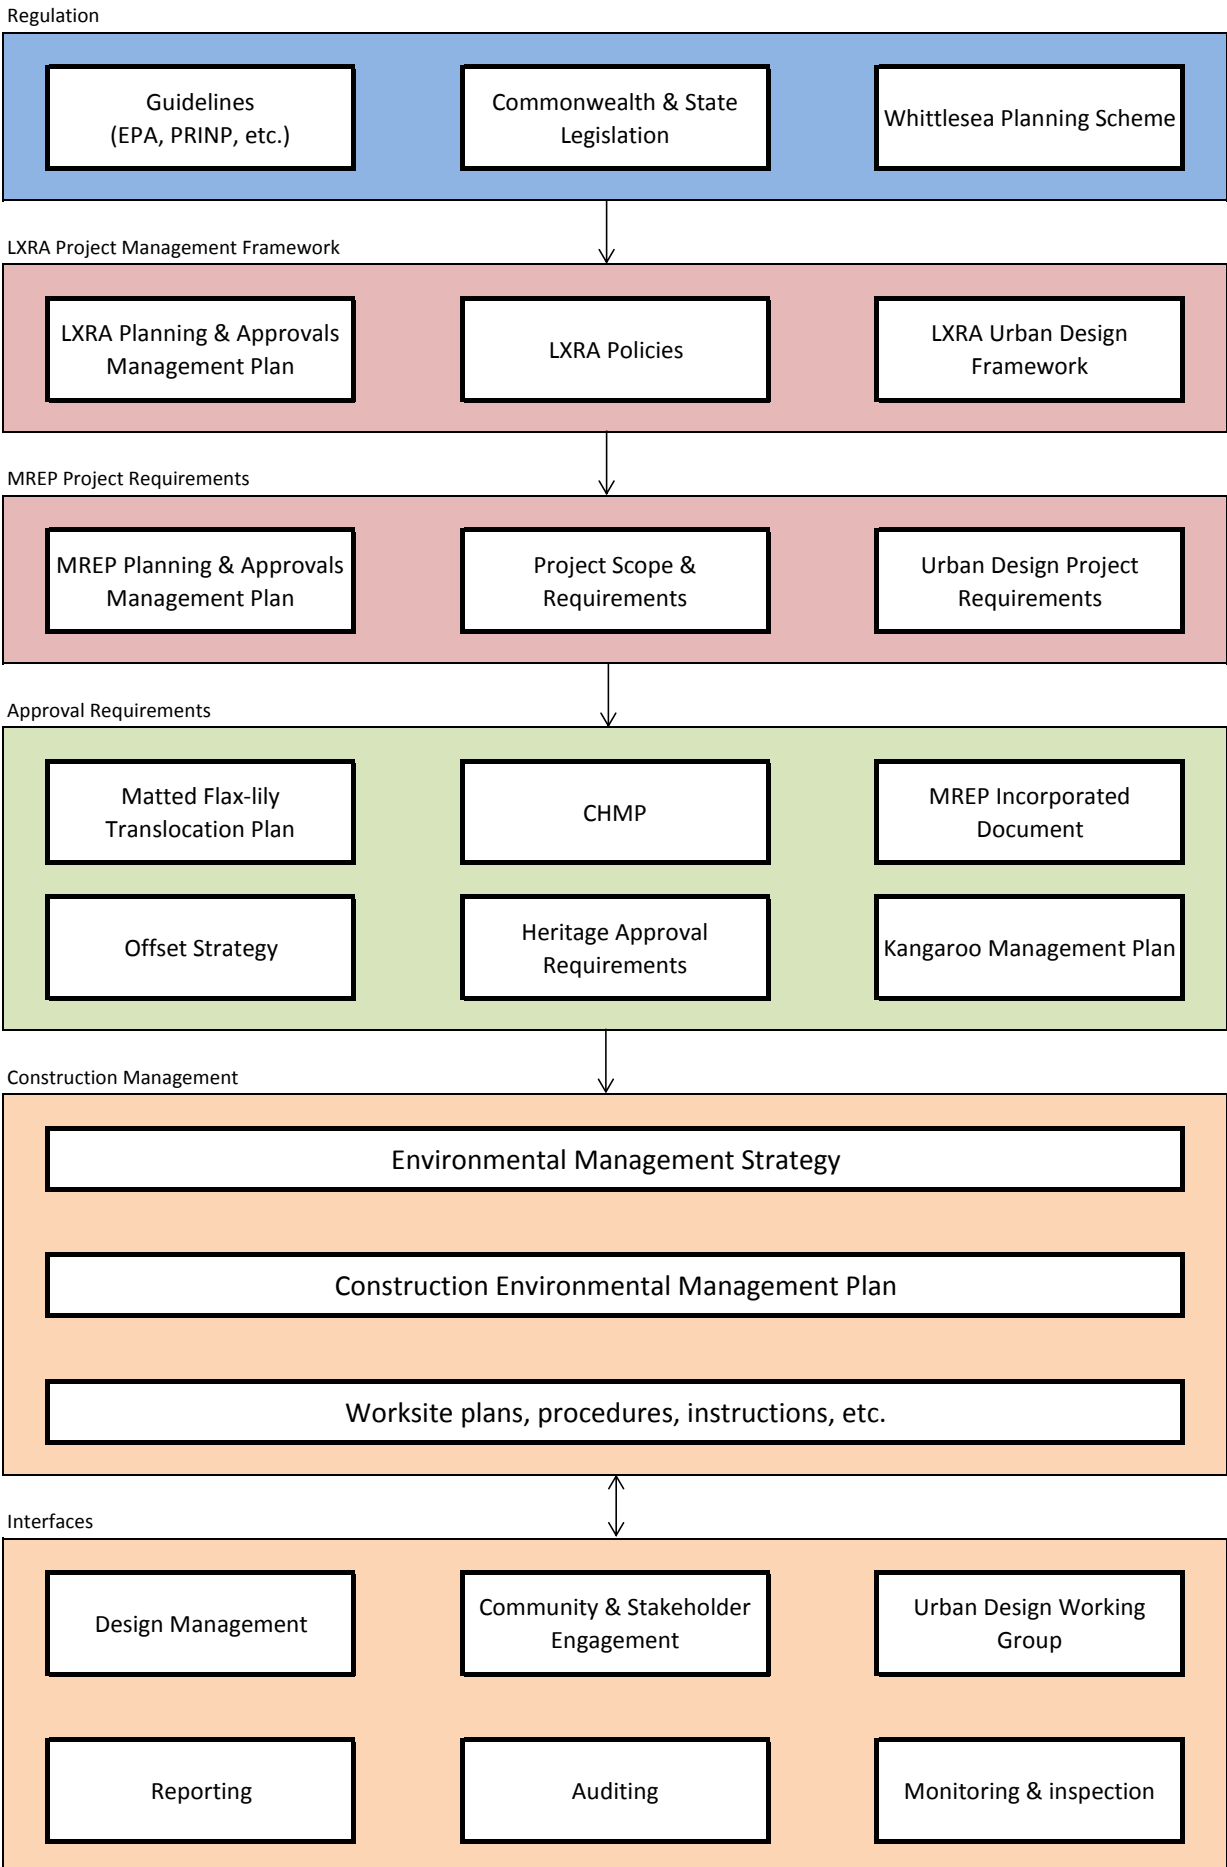 Regulation
Guidelines
(EPA, PRINP, etc.)
Commonwealth & State
Legislation
Whittlesea Planning Scheme
LXRA Project Management Framework
LXRA Planning & Approvals
Management Plan
LXRA Policies
LXRA Urban Design
Framework
MREP Project Requirements
MREP Planning & Approvals
Management Plan
Project Scope &
Requirements
Urban Design Project
Requirements
Approval Requirements
Matted Flax-lily
Translocation Plan
CHMP
MREP Incorporated
Document
Offset Strategy
Heritage Approval
Requirements
Kangaroo Management Plan
Construction Management
Environmental Management Strategy
Construction Environmental Management Plan
Worksite plans, procedures, instructions, etc.
Interfaces
Design Management
Community & Stakeholder
Engagement
Urban Design Working
Group
Reporting
Auditing
Monitoring & inspection